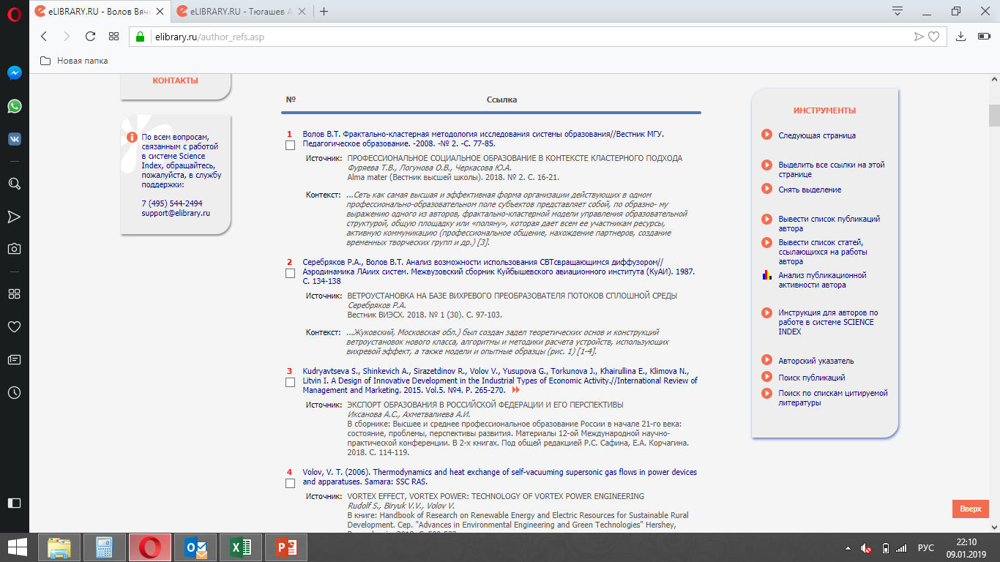 eLIBRARY.RU - Волов Вяче
eLIBRARY.RU - Тюгашев А
elibrary.ru/author_refs.asp
Новая папка
КОНТАКТЫ
По всем вопросам,
связанным с работой
в системе Science
Index, обращайтесь,
пожалуйста, в службу
поддержки:
7 (495) 544-2494
support@elibrary.ru
№ Ссылка
1 Волов В.Т. Фрактально-кластерная методология исследования системы образования//Вестник МГУ.
Педагогическое образование. -2008. -№ 2. -С. 77-85.
Источник: ПРОФЕССИОНАЛЬНОЕ СОЦИАЛЬНОЕ ОБРАЗОВАНИЕ В КОНТЕКСТЕ КЛАСТЕРНОГО ПОДХОДА
Фуряева Т.В., Логунова О.В., Черкасова Ю.А.
Alma mater (Вестник высшей школы). 2018. № 2. С. 16-21.
Контекст: ...Сеть как самая высшая и эффективная форма организации действующих в одном
профессионально-образовательном поле субъектов представляет собой, по образно- му
выражению одного из авторов, фрактально-кластерной модели управления образовательной
структурой, общую площадку или «поляну», которая дает всем ее участникам ресурсы,
активную коммуникацию (профессиональное общение, нахождение партнеров, создание
временных творческих групп и др.) [3].
2 Серебряков Р.А., Волов В.Т. Анализ возможности использования СВТсвращающимся диффузором//
Аэродинамика ЛАиих систем. Межвузовский сборник Куйбышевского авиационного института (КуАИ). 1987.
С. 134-138
Источник: ВЕТРОУСТАНОВКА НА БАЗЕ ВИХРЕВОГО ПРЕОБРАЗОВАТЕЛЯ ПОТОКОВ СПЛОШНОЙ СРЕДЫ
Серебряков Р.А.
Вестник ВИЭСХ. 2018. № 1 (30). С. 97-103.
Контекст: ...Жуковский, Московская обл.) был создан задел теоретических основ и конструкций
ветроустановок нового класса, алгоритмы и методики расчета устройств, использующих
вихревой эффект, а также модели и опытные образцы (рис. 1) [1-4].
3 Kudryavtseva S., Shinkevich A., Sirazetdinov R., Volov V., Yusupova G., Torkunova J., Khairullina E., Klimova N.,
Litvin I. A Design of Innovative Development in the Industrial Types of Economic Activity.//International Review of
Management and Marketing. 2015. Vol.5. №4. P. 265-270.
Источник: ЭКСПОРТ ОБРАЗОВАНИЯ В РОССИЙСКОЙ ФЕДЕРАЦИИ И ЕГО ПЕРСПЕКТИВЫ
Иксанова А.С., Ахметвалиева А.И.
В сборнике: Высшее и среднее профессиональное образование России в начале 21-го века:
состояние, проблемы, перспективы развития. Материалы 12-ой Международной научно-
практической конференции. В 2-х книгах. Под общей редакцией Р.С. Сафина, Е.А. Корчагина.
2018. С. 114-119.
4 Volov, V. T. (2006). Thermodynamics and heat exchange of self-vacuuming supersonic gas flows in power devices
and apparatuses. Samara: SSC RAS.
Источник: VORTEX EFFECT, VORTEX POWER: TECHNOLOGY OF VORTEX POWER ENGINEERING
Rudolf S., Biryuk V.V., Volov V.
В книге: Handbook of Research on Renewable Energy and Electric Resources for Sustainable Rural
Development. Сер. "Advances in Environmental Engineering and Green Technologies" Hershey,
ИНСТРУМЕНТЫ
Следующая страница
Выделить все ссылки на этой
странице
Снять выделение
Вывести список публикаций
автора
Вывести список статей,
ссылающихся на работы
автора
Анализ публикационной
активности автора
Инструкция для авторов по
работе в системе SCIENCE
INDEX
Авторский указатель
Поиск публикаций
Поиск по спискам цитируемой
литературы
Вверх
РУС
22:10
09.01.2019